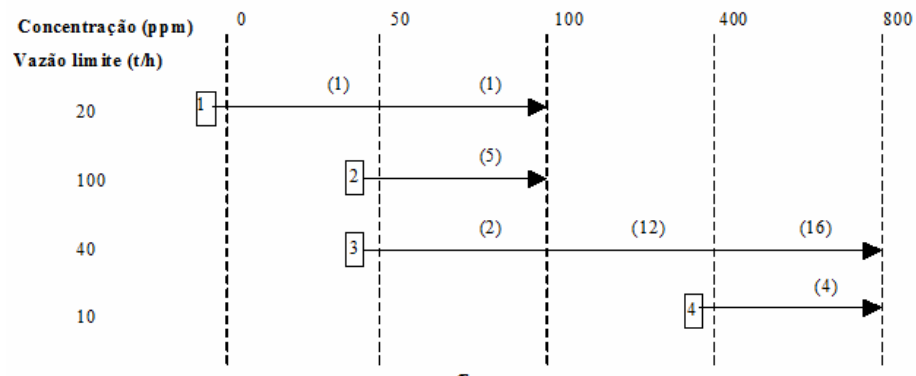 Concentração (ppm) 0 50 100 400 800
Vazão limite (t/h)
20 1 (1) (1)
100 2 (5)
40 3 (2) (12) (16)
10 4 (4)